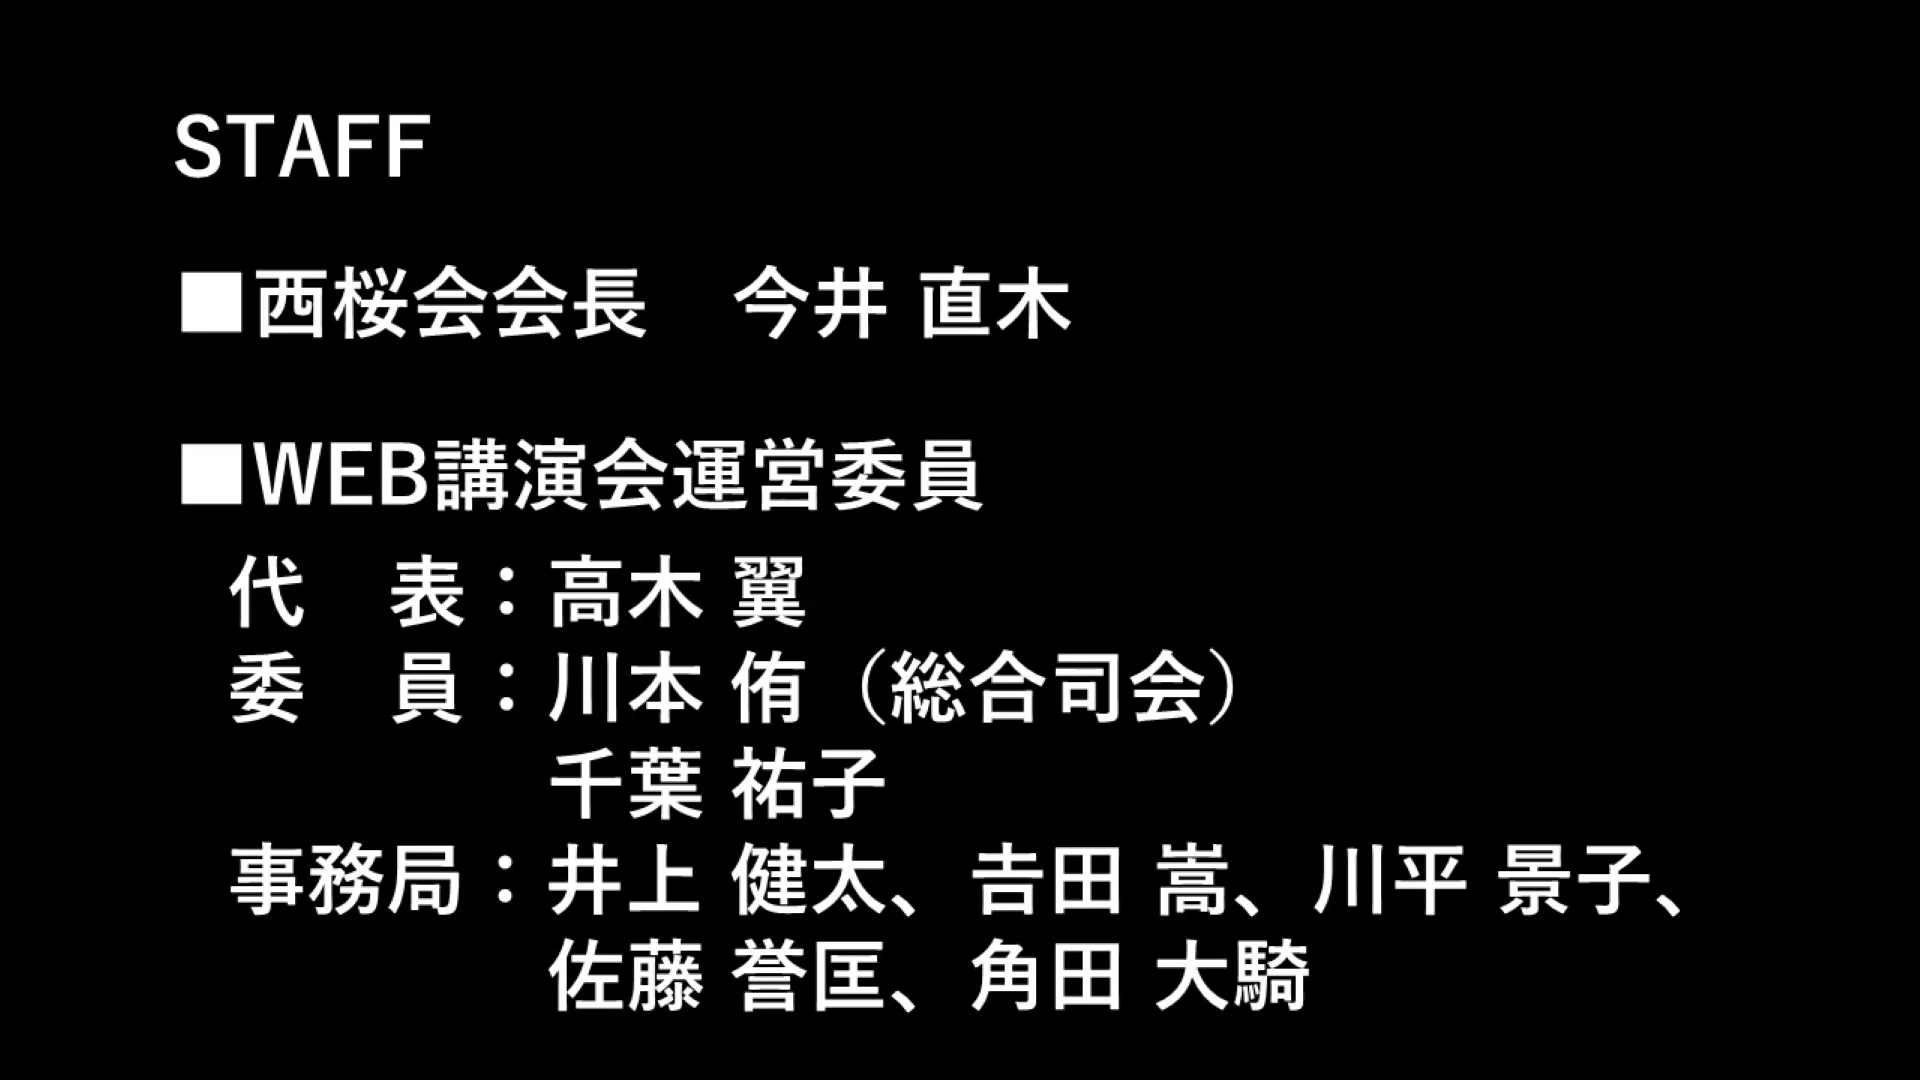 STAFF
■西桜会会長　今井 直木
■WEB講演会運営委員
代　表：高木 翼
委　員：川本 侑（総合司会）
千葉 祐子
事務局：井上 健太、𠮷田 嵩、川平 景子、
佐藤 誉匡、角田 大騎